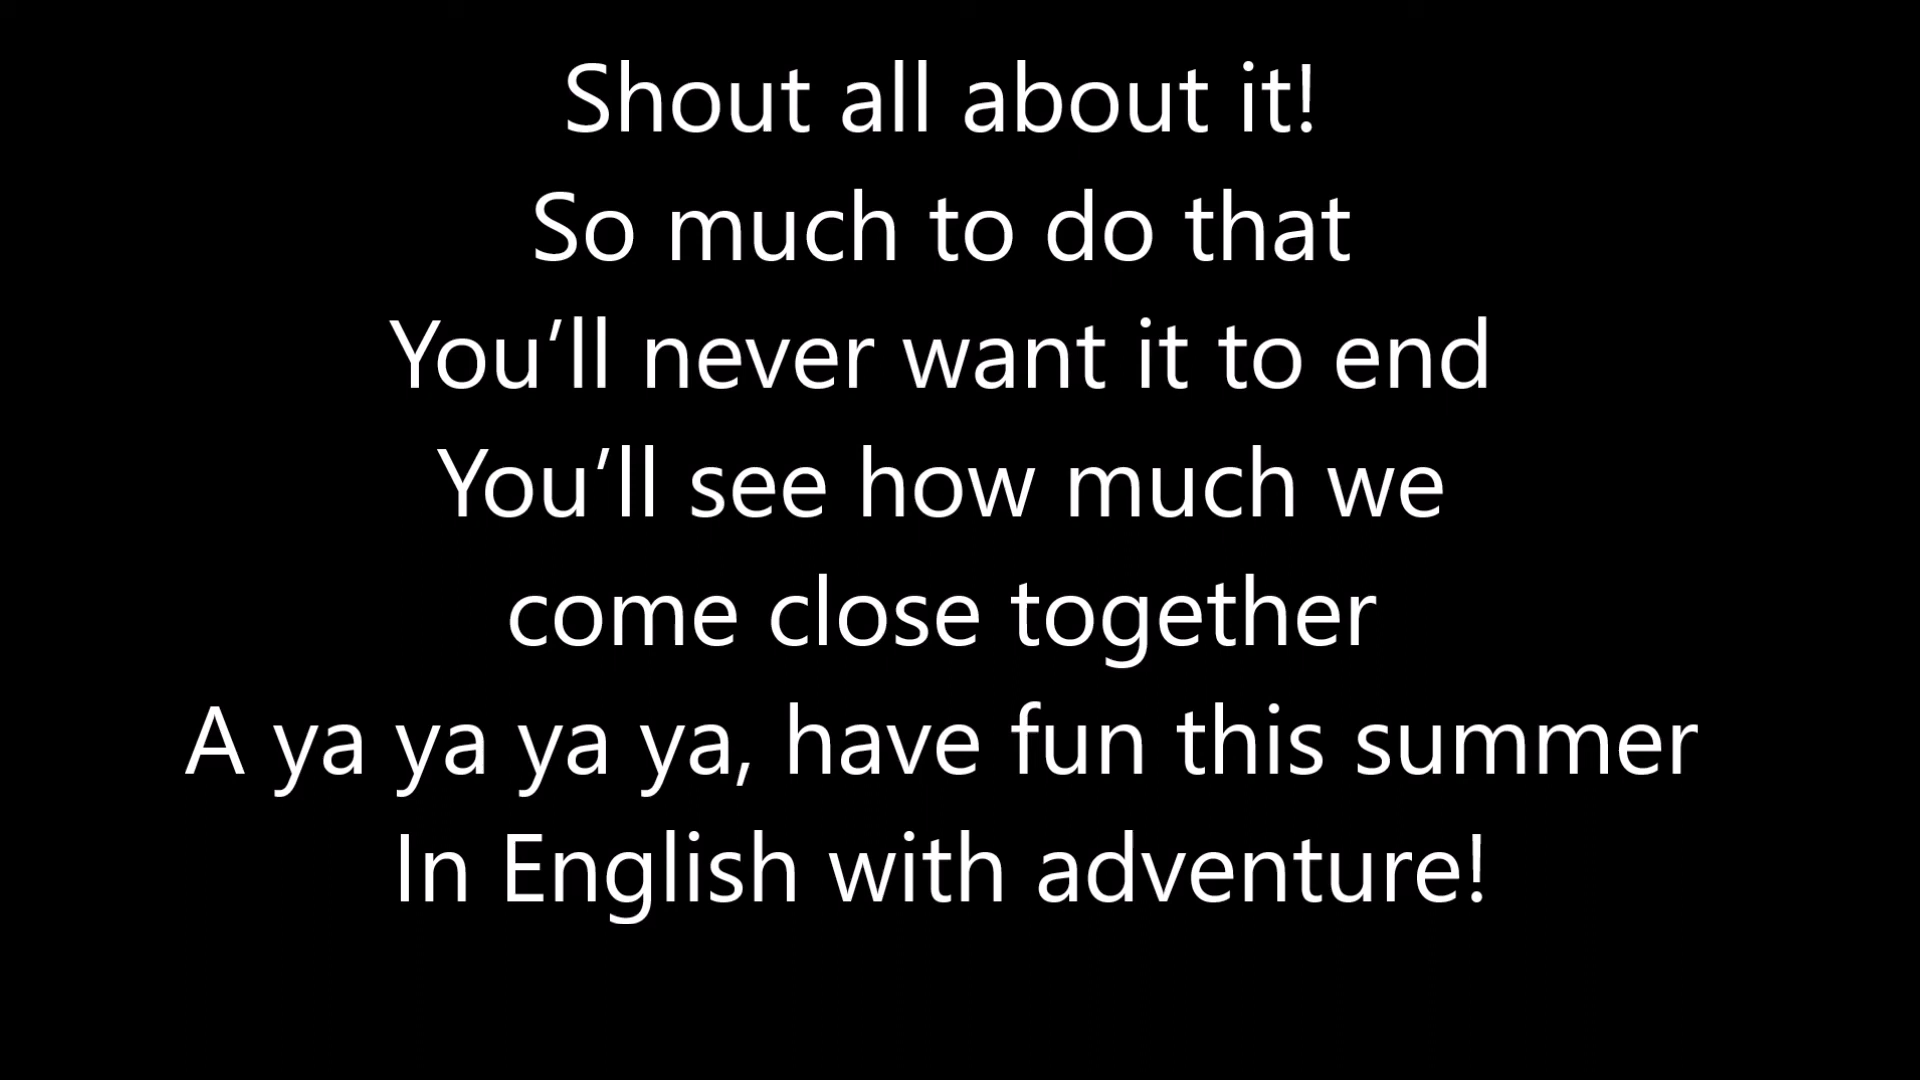 Shout all about it!
So much to do that
You’ll never want it to end
You’ll see how much we
come close together
A ya ya ya ya, have fun this summer
In English with adventure!